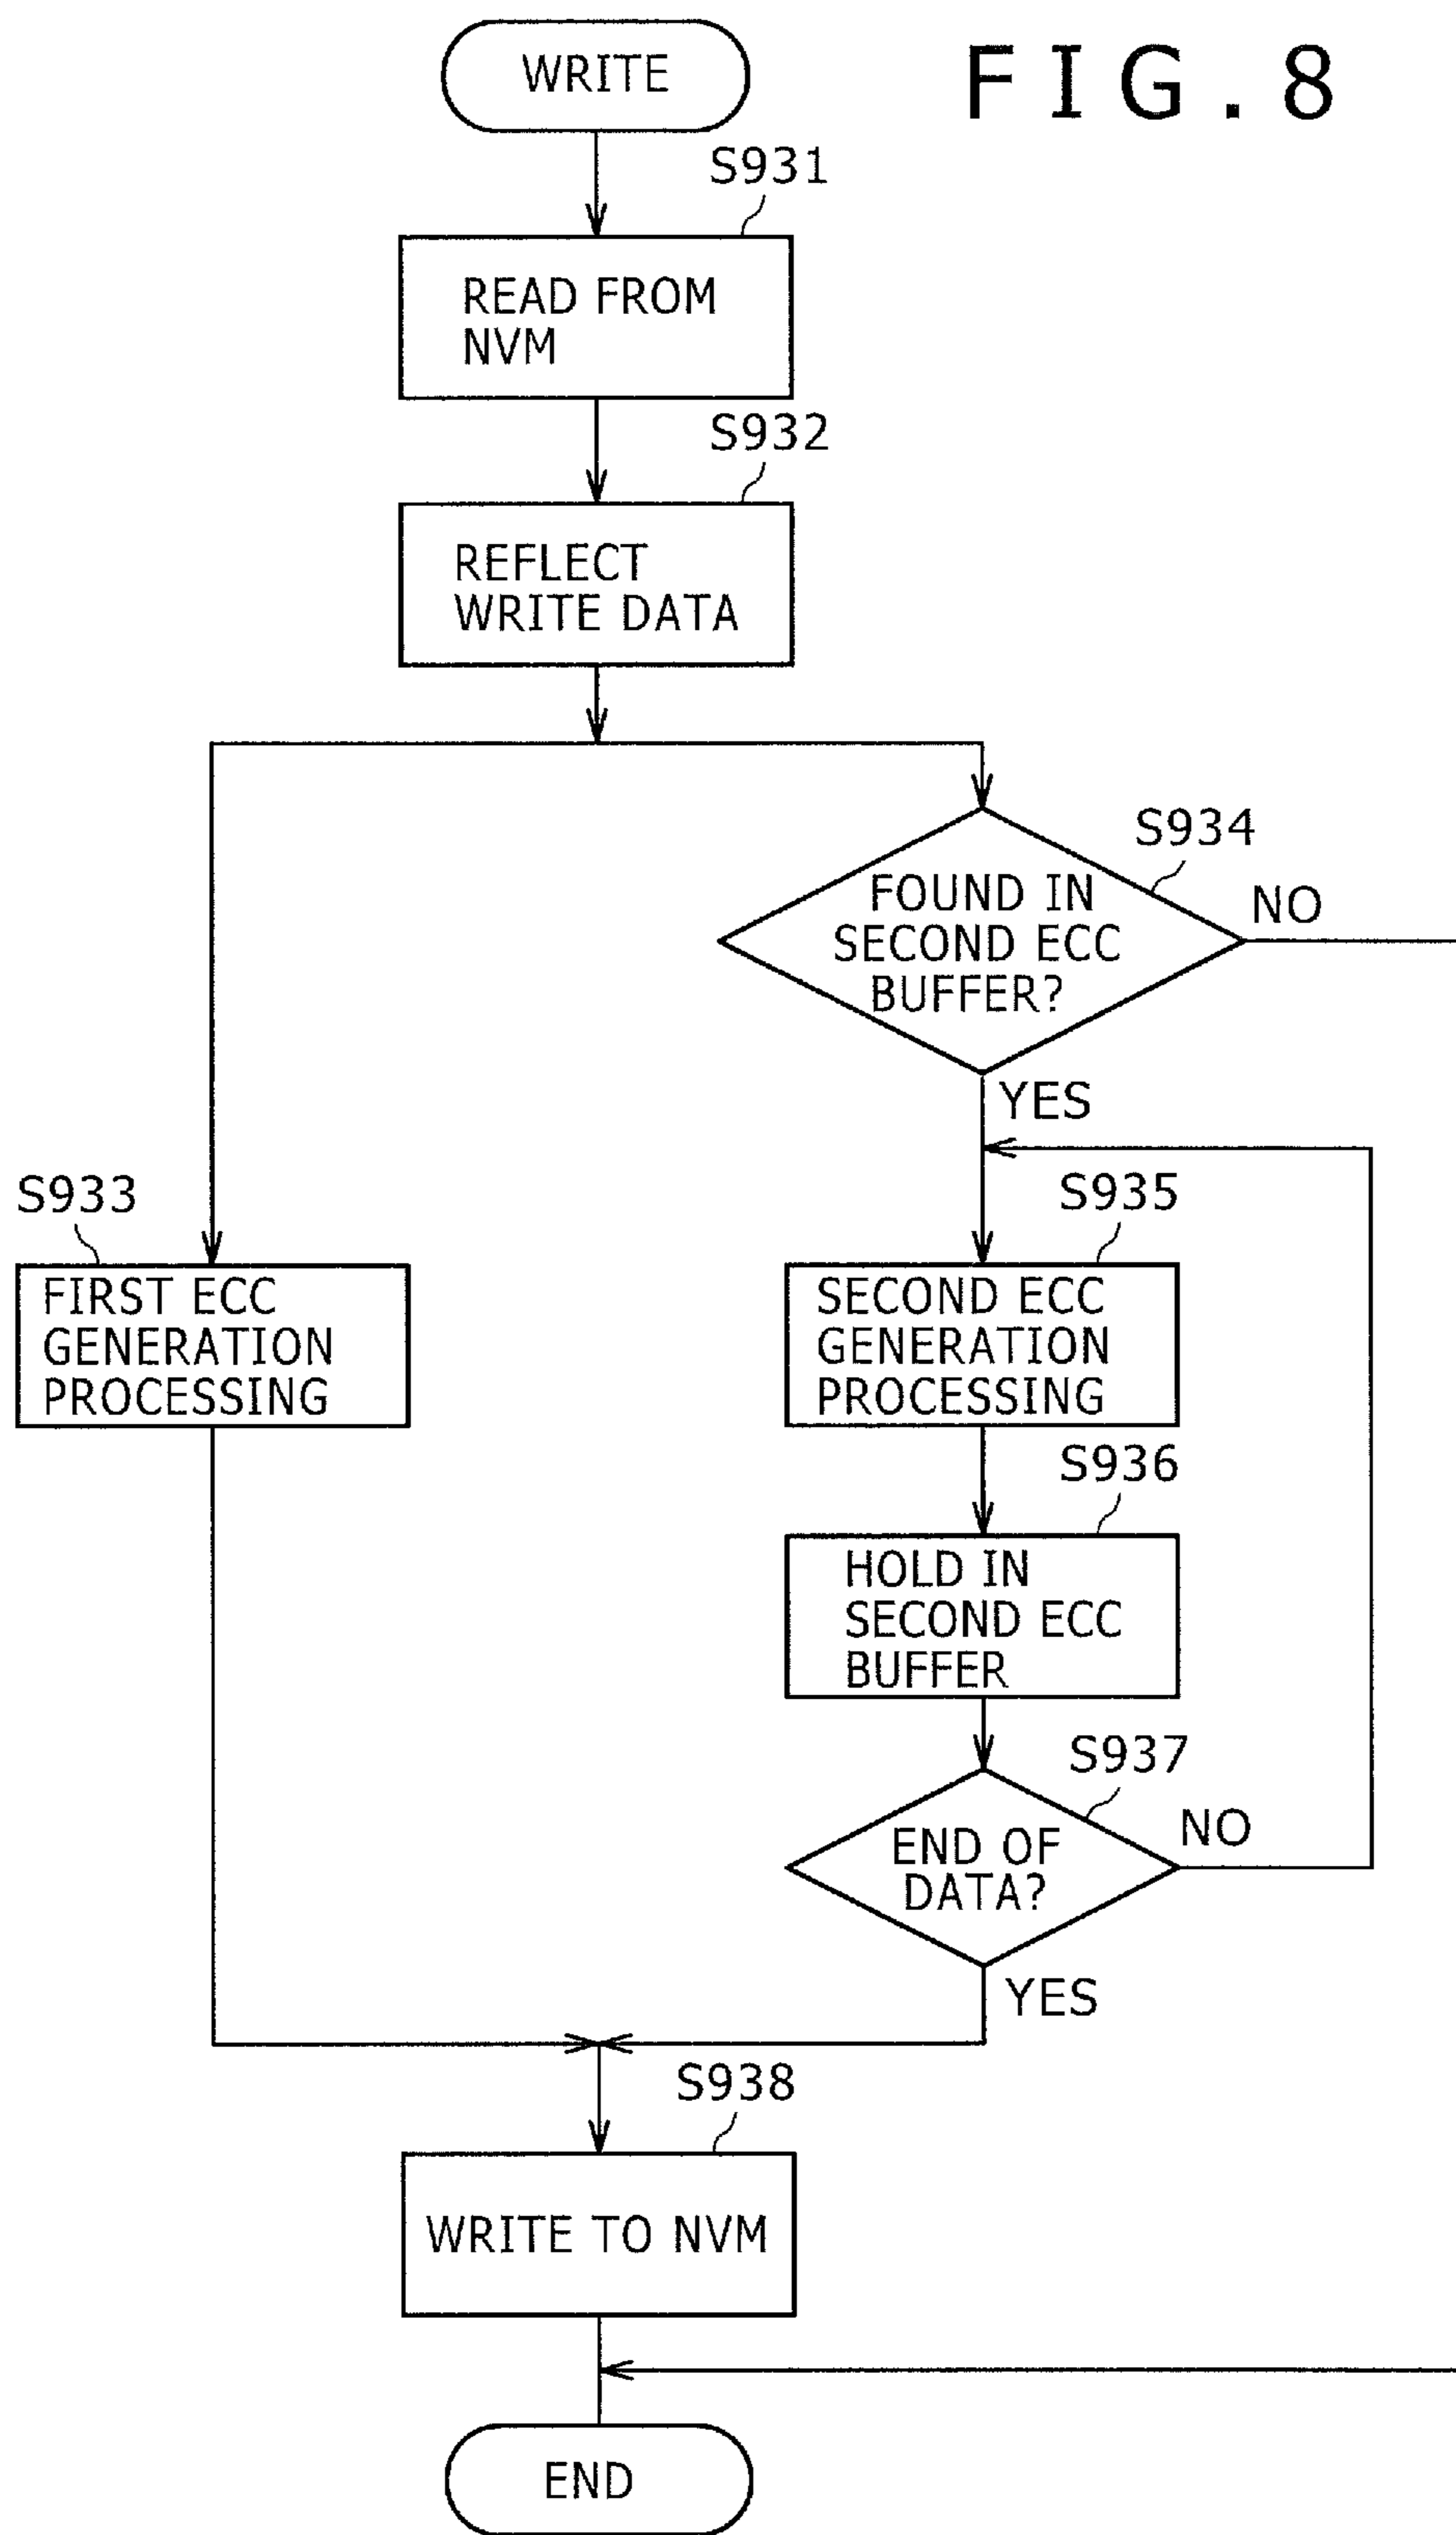 WRITE
FIG.8
S931
READ FROM
NVM
S932
REFLECT
WRITE DATA
S934
FOUND IN
SECOND ECC
BUFFER?
NO
YES
S933
FIRST ECC
GENERATION
PROCESSING
S935
SECOND ECC
GENERATION
PROCESSING
S936
HOLD IN
SECOND ECC
BUFFER
S937
END OF
DATA?
NO
YES
S938
WRITE TO NVM
END